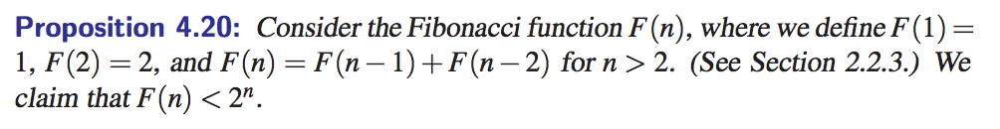 Proposition 4.20: Consider the Fibonacci function F(n), where we define F(1) =
1, F(2) = 2, and F(n) = F(n − 1) + F(n − 2) for n > 2. (See Section 2.2.3.) We
claim that F(n) < 2ⁿ.